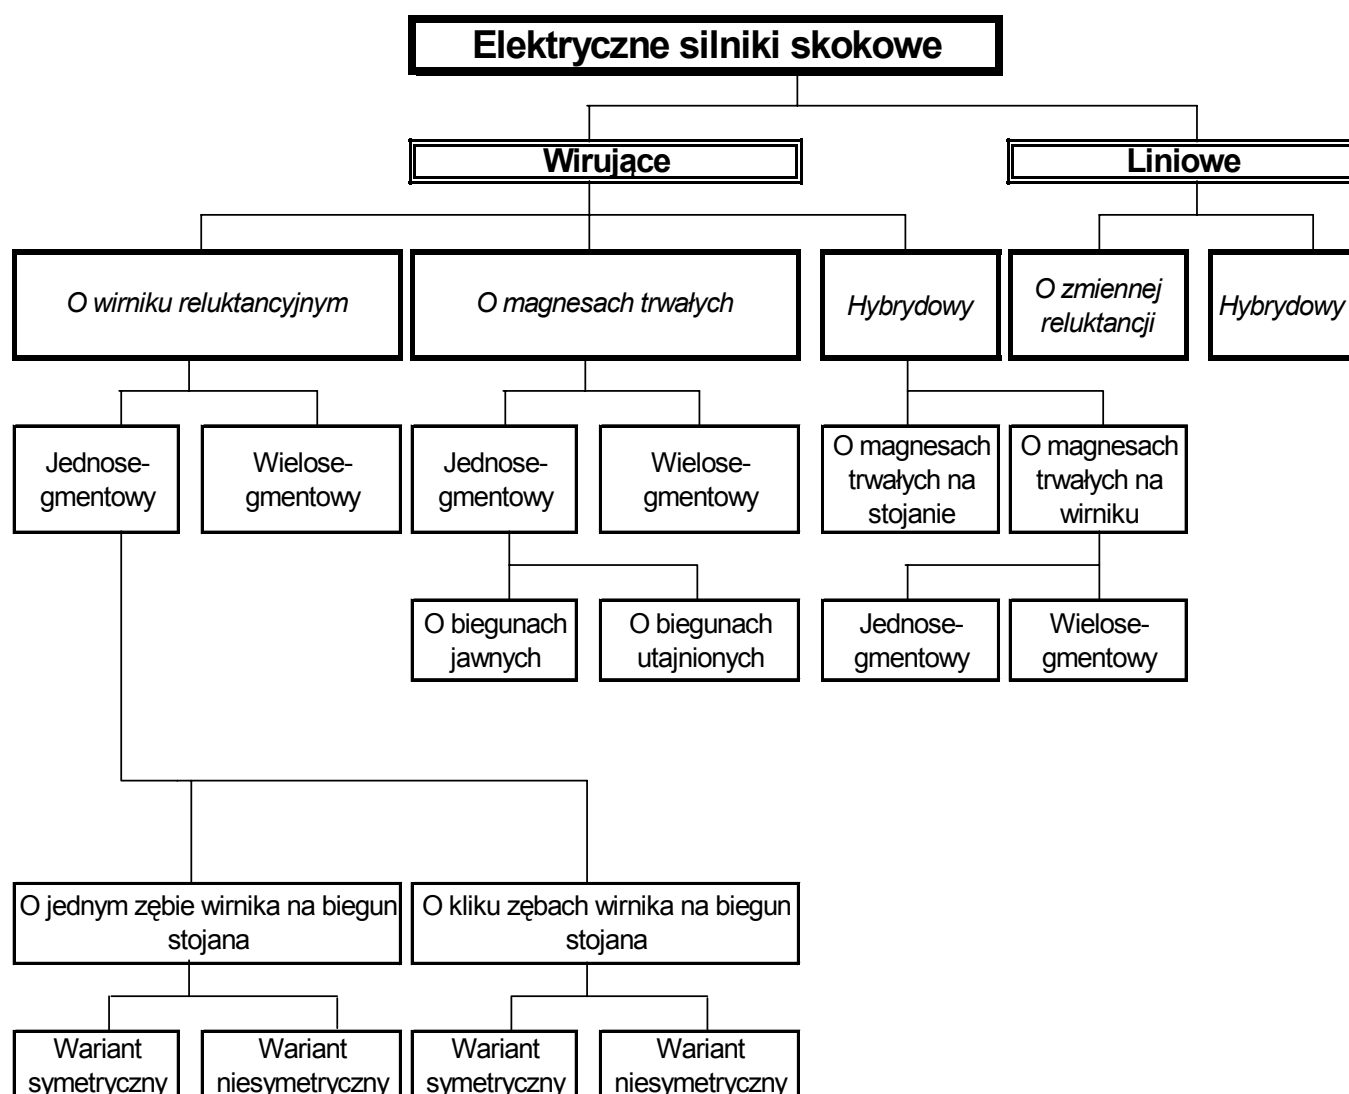 Elektryczne silniki skokowe
Wirujące
Liniowe
O wirniku reluktancyjnym
O magnesach trwałych
Hybrydowy
O zmiennej
reluktancji
Hybrydowy
Jednose-
gmentowy
Wielose-
gmentowy
Jednose-
gmentowy
Wielose-
gmentowy
O magnesach
trwałych na
stojanie
O magnesach
trwałych na
wirniku
O biegunach
jawnych
O biegunach
utajnionych
Jednose-
gmentowy
Wielose-
gmentowy
O jednym zębie wirnika na biegun
stojana
O kliku zębach wirnika na biegun
stojana
Wariant
symetryczny
Wariant
niesymetryczny
Wariant
symetryczny
Wariant
niesymetryczny